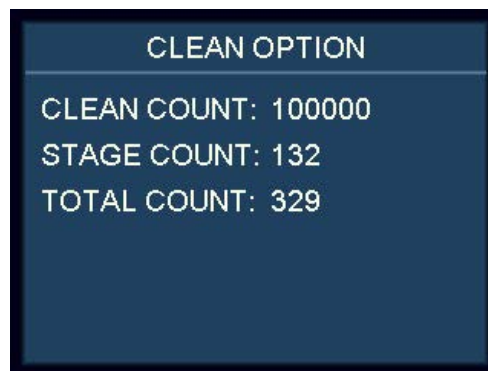 CLEAN OPTION
CLEAN COUNT: 100000
STAGE COUNT: 132
TOTAL COUNT: 329